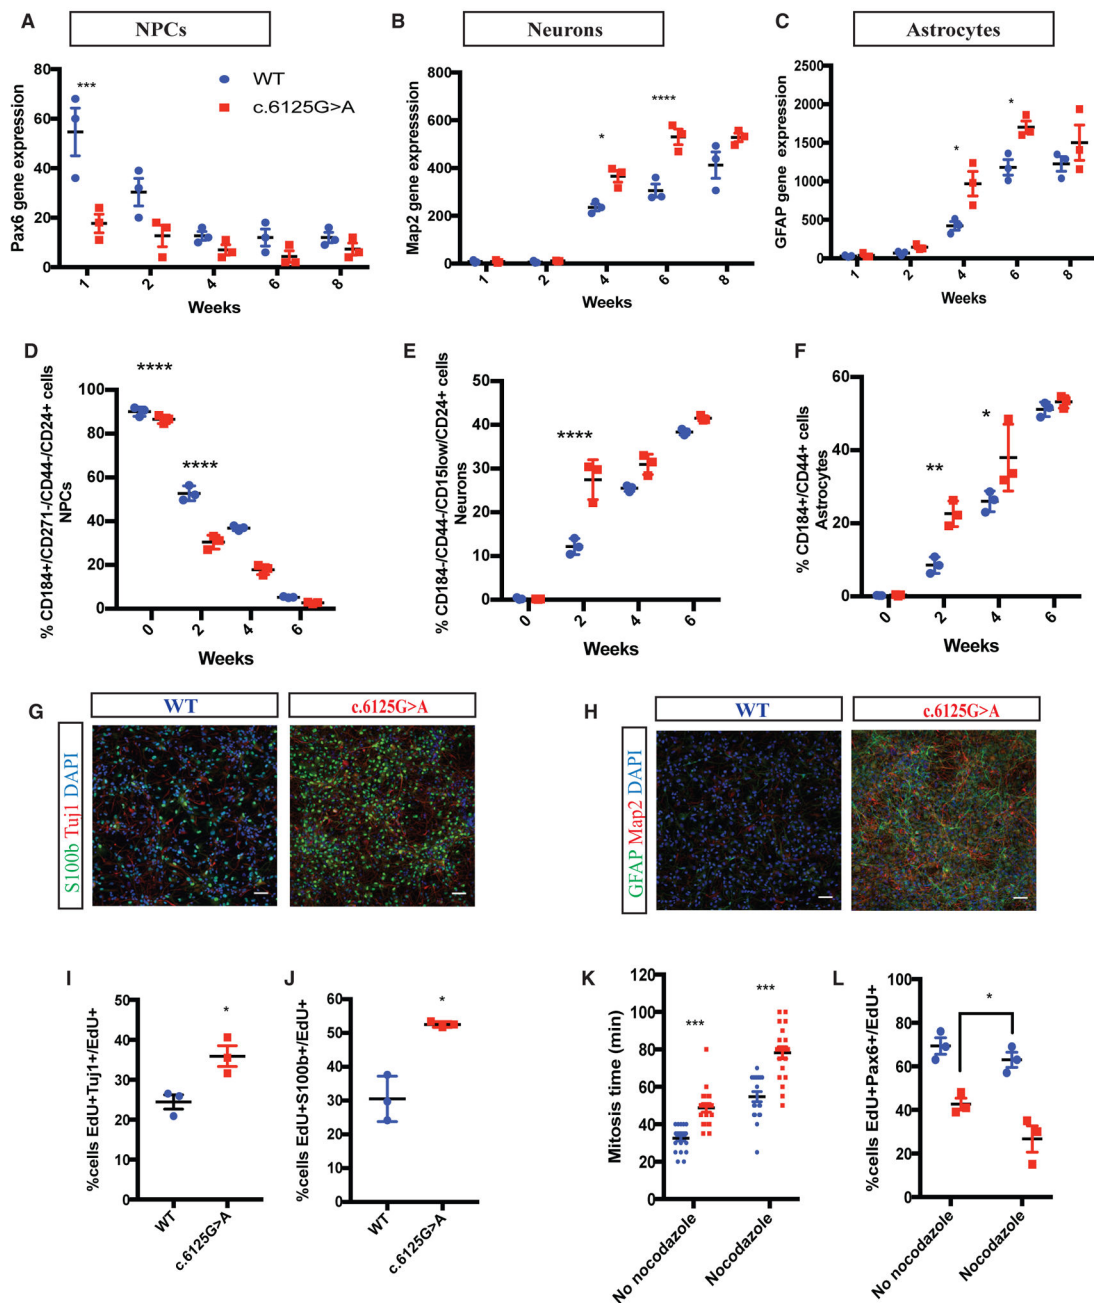 A
NPCs
Pax6 gene expression
80
60
40
20
0
***
WT
c.6125G>A
1
2
4
6
8
Weeks
B
Neurons
Map2 gene expresssion
800
600
400
200
0
*
****
1
2
4
6
8
Weeks
C
Astrocytes
GFAP gene expression
2500
2000
1500
1000
500
0
*
*
1
2
4
6
8
Weeks
D
% CD184+/CD271-/CD44-/CD24+ cells
NPCs
100
80
60
40
20
0
****
****
0
2
4
6
Weeks
E
% CD184-/CD44-/CD15low/CD24+ cells
Neurons
50
40
30
20
10
0
****
0
2
4
6
Weeks
F
% CD184+/CD44+ cells
Astrocytes
60
40
20
0
**
*
0
2
4
6
Weeks
G
WT
c.6125G>A
S100b Tuj1 DAPI
H
WT
c.6125G>A
GFAP Map2 DAPI
I
%cells EdU+Tuj1+/EdU+
50
40
30
20
10
0
*
WT
c.6125G>A
J
%cells EdU+S100b+/EdU+
60
50
40
30
20
10
0
*
WT
c.6125G>A
K
Mitosis time (min)
120
100
80
60
40
20
0
***
***
No nocodazole
Nocodazole
L
%cells EdU+Pax6+/EdU+
100
80
60
40
20
0
*
No nocodazole
Nocodazole